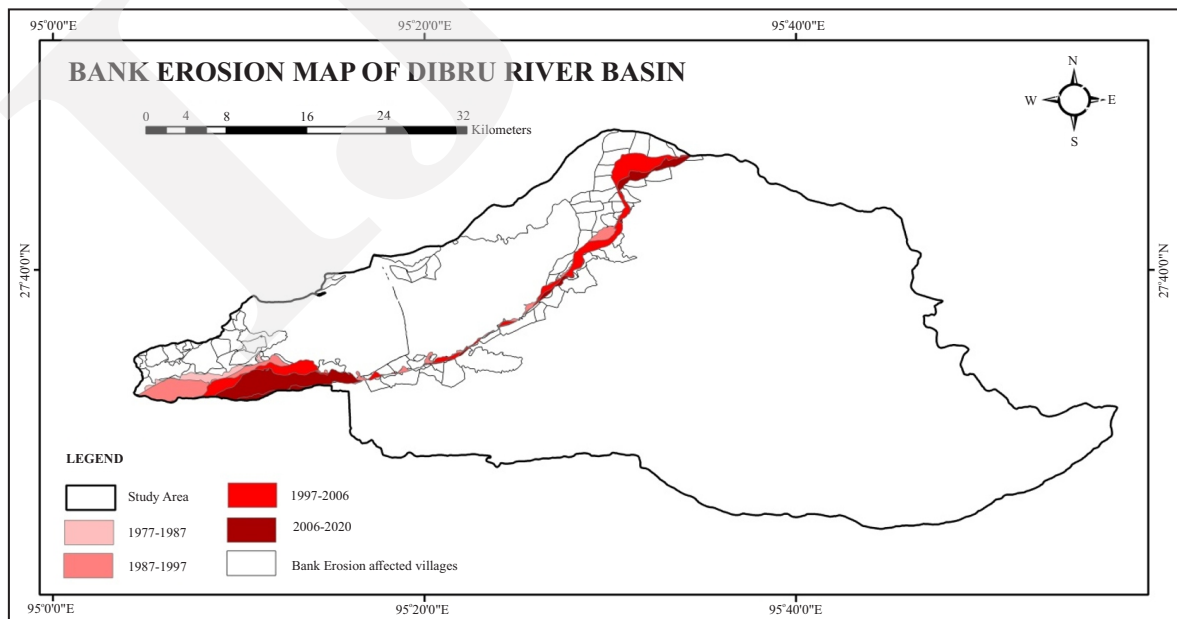 95°0'0"E 95°20'0"E 95°40'0"E
BANK EROSION MAP OF DIBRU RIVER BASIN
0 4 8 16 24 32
Kilometers
N
W E
S
27°40'0"N 27°40'0"N
LEGEND
Study Area
1977-1987
1987-1997
1997-2006
2006-2020
Bank Erosion affected villages
95°0'0"E 95°20'0"E 95°40'0"E